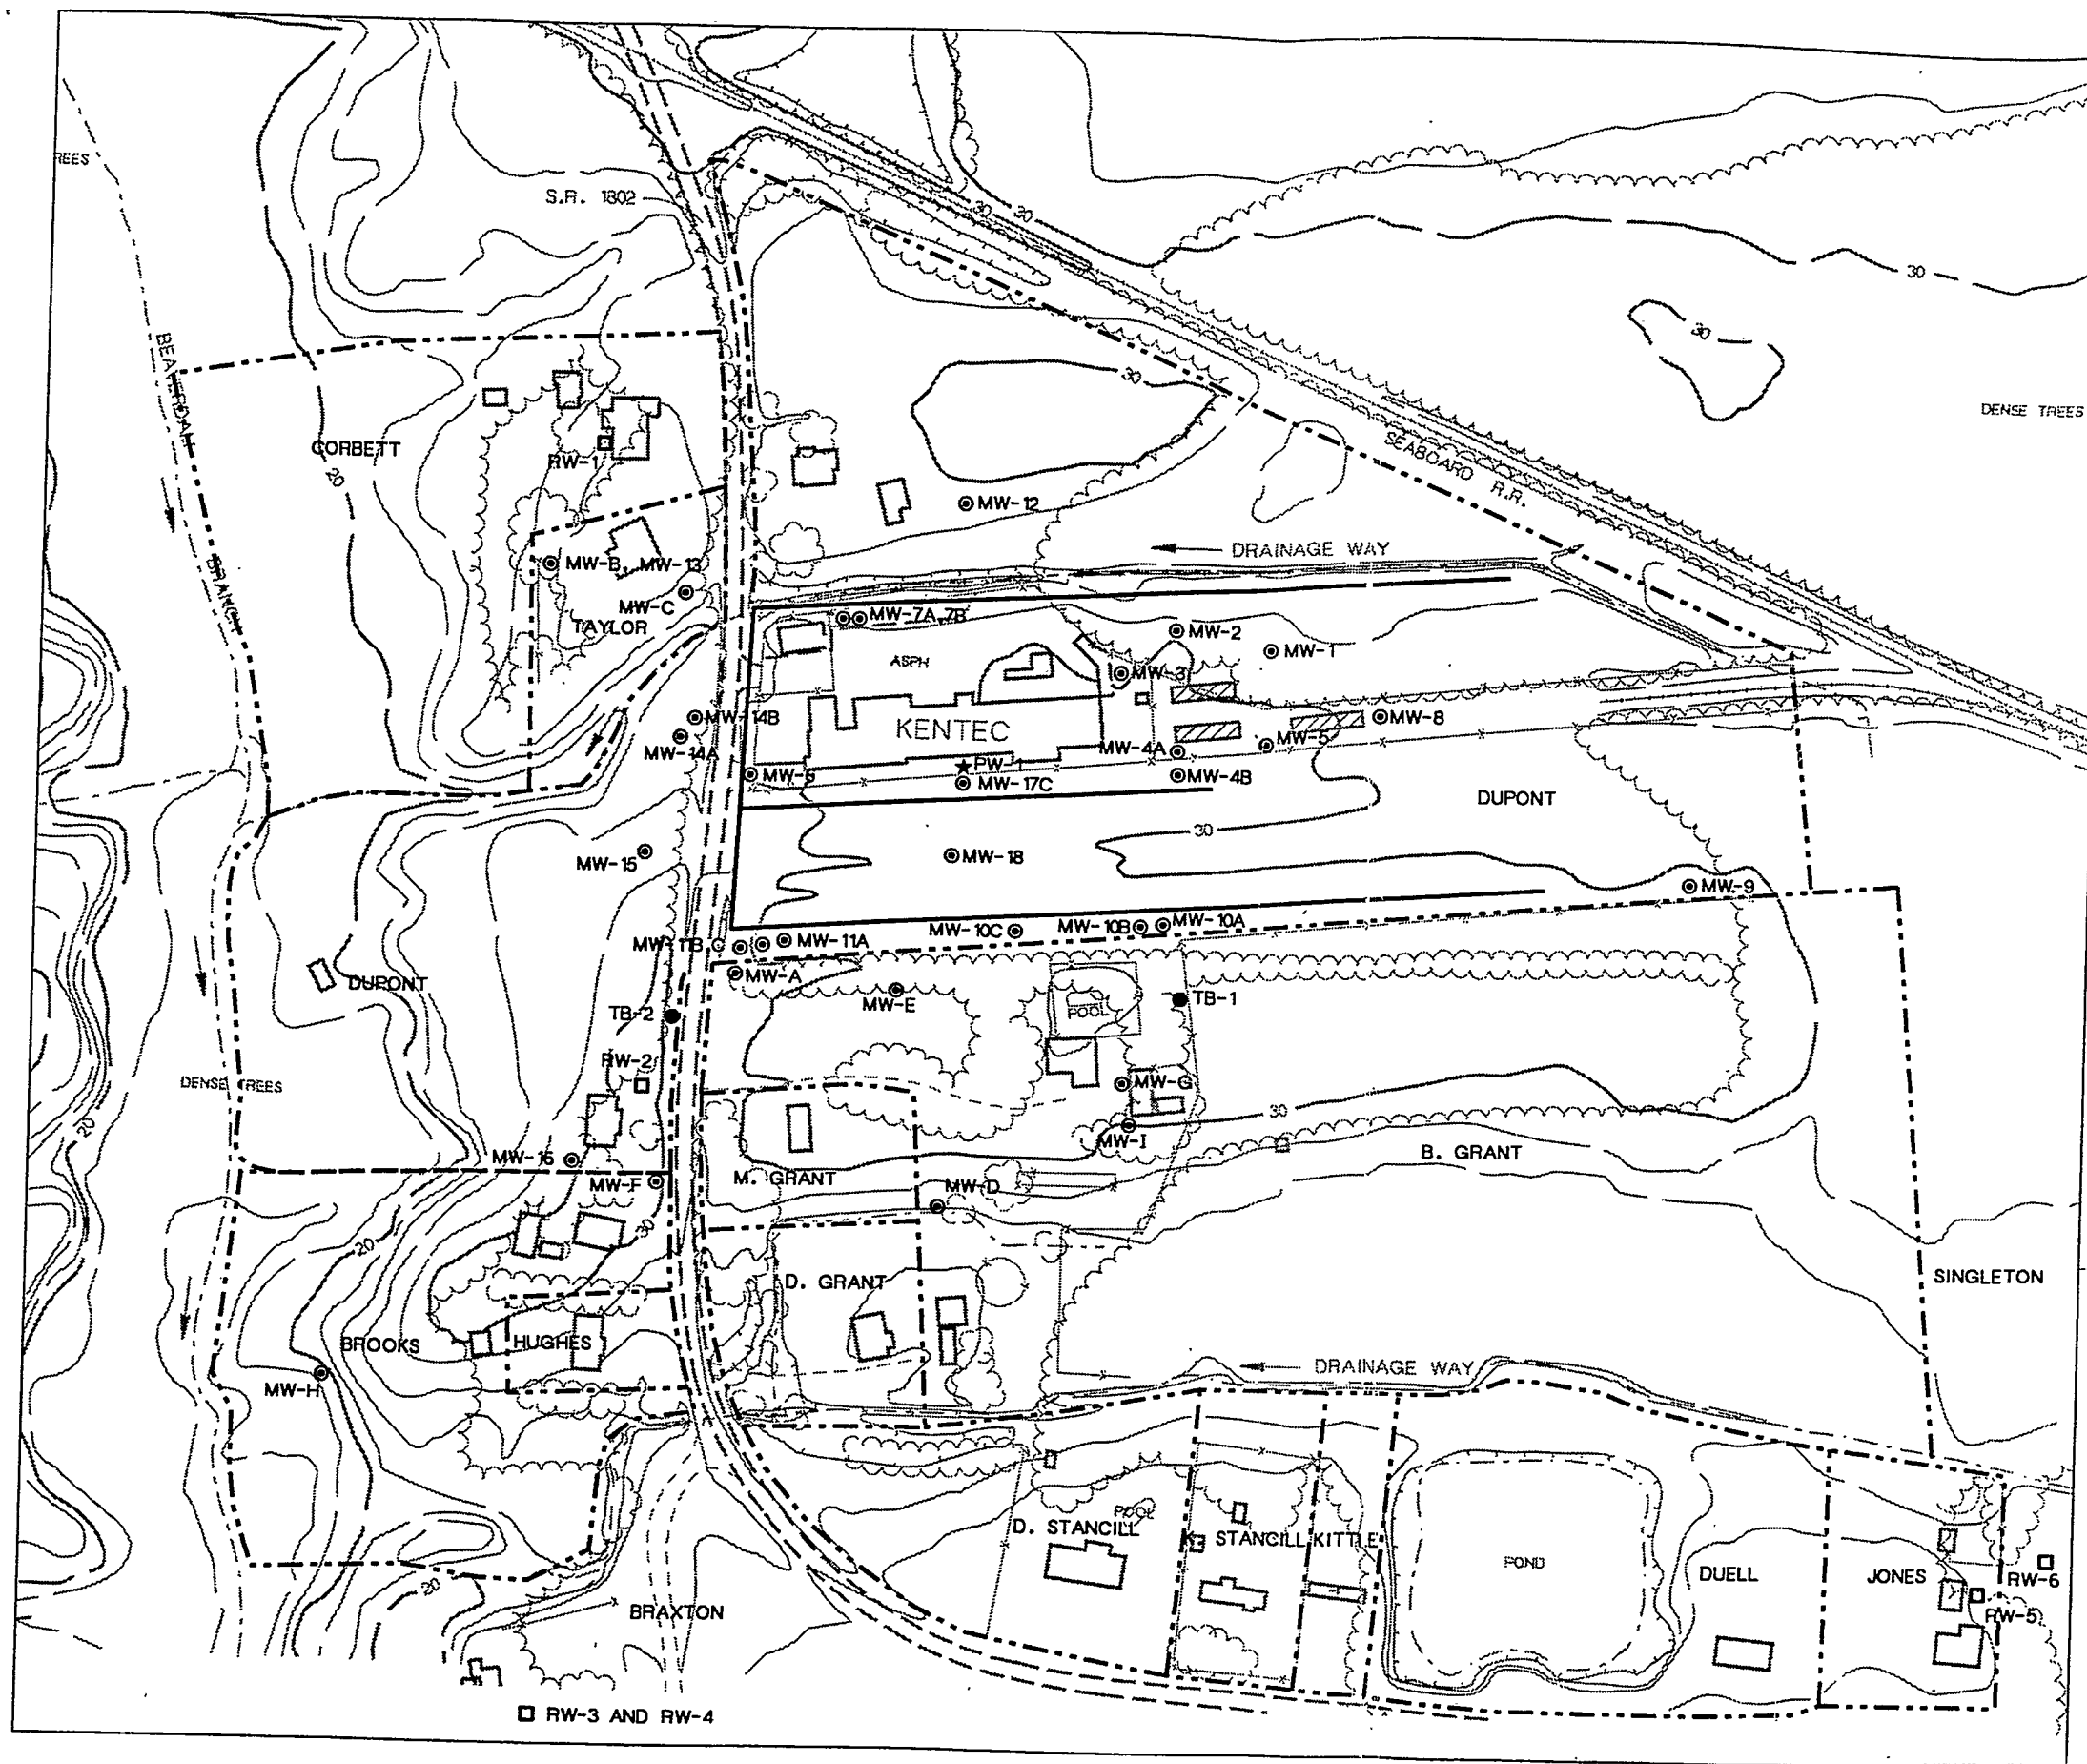 S.R. 1802
30
30
30
30
30
DENSE TREES
BEAVERDAM
BRANCH
CORBETT
20
RW-1
SEABOARD R.R.
MW-12
DRAINAGE WAY
MW-B, MW-13
MW-C
TAYLOR
MW-7A,7B
MW-2
MW-1
ASPH
MW-3
MW-14B
KENTEC
MW-8
MW-14A
MW-4A
MW-5
MW-6
PW-1
MW-4B
MW-17C
DUPONT
30
MW-15
MW-18
MW-9
MW-10C
MW-10B
MW-10A
MW-11B, C
MW-11A
MW-A
DUPONT
MW-E
TB-1
POOL
TB-2
RW-2
DENSE TREES
MW-G
30
20
MW-I
MW-16
B. GRANT
M. GRANT
MW-F
MW-D
30
20
D. GRANT
SINGLETON
BROOKS
HUGHES
DRAINAGE WAY
MW-H
POOL
D. STANCILL
K. STANCILL
KITTLE
POND
DUELL
JONES
RW-6
20
BRAXTON
RW-5
RW-3 AND RW-4